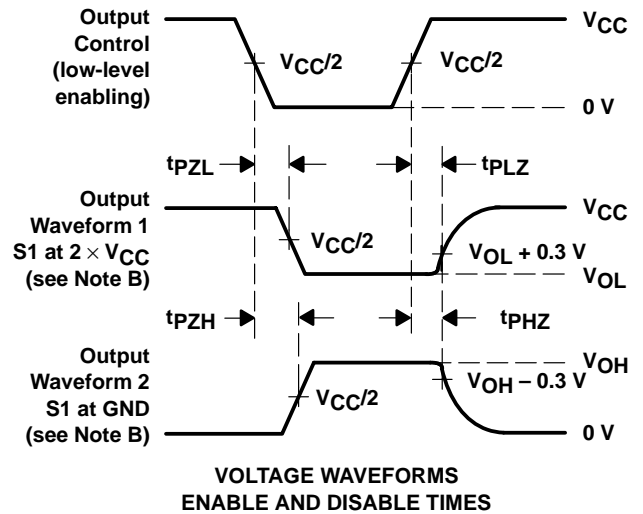 Output
Control
(low-level
enabling)
VCC
VCC/2
VCC/2
0 V
tPZL
tPLZ
Output
Waveform 1
S1 at 2 × VCC
(see Note B)
VCC
VCC/2
VOL + 0.3 V
VOL
tPZH
tPHZ
Output
Waveform 2
S1 at GND
(see Note B)
VOH
VOH − 0.3 V
VCC/2
0 V
VOLTAGE WAVEFORMS
ENABLE AND DISABLE TIMES